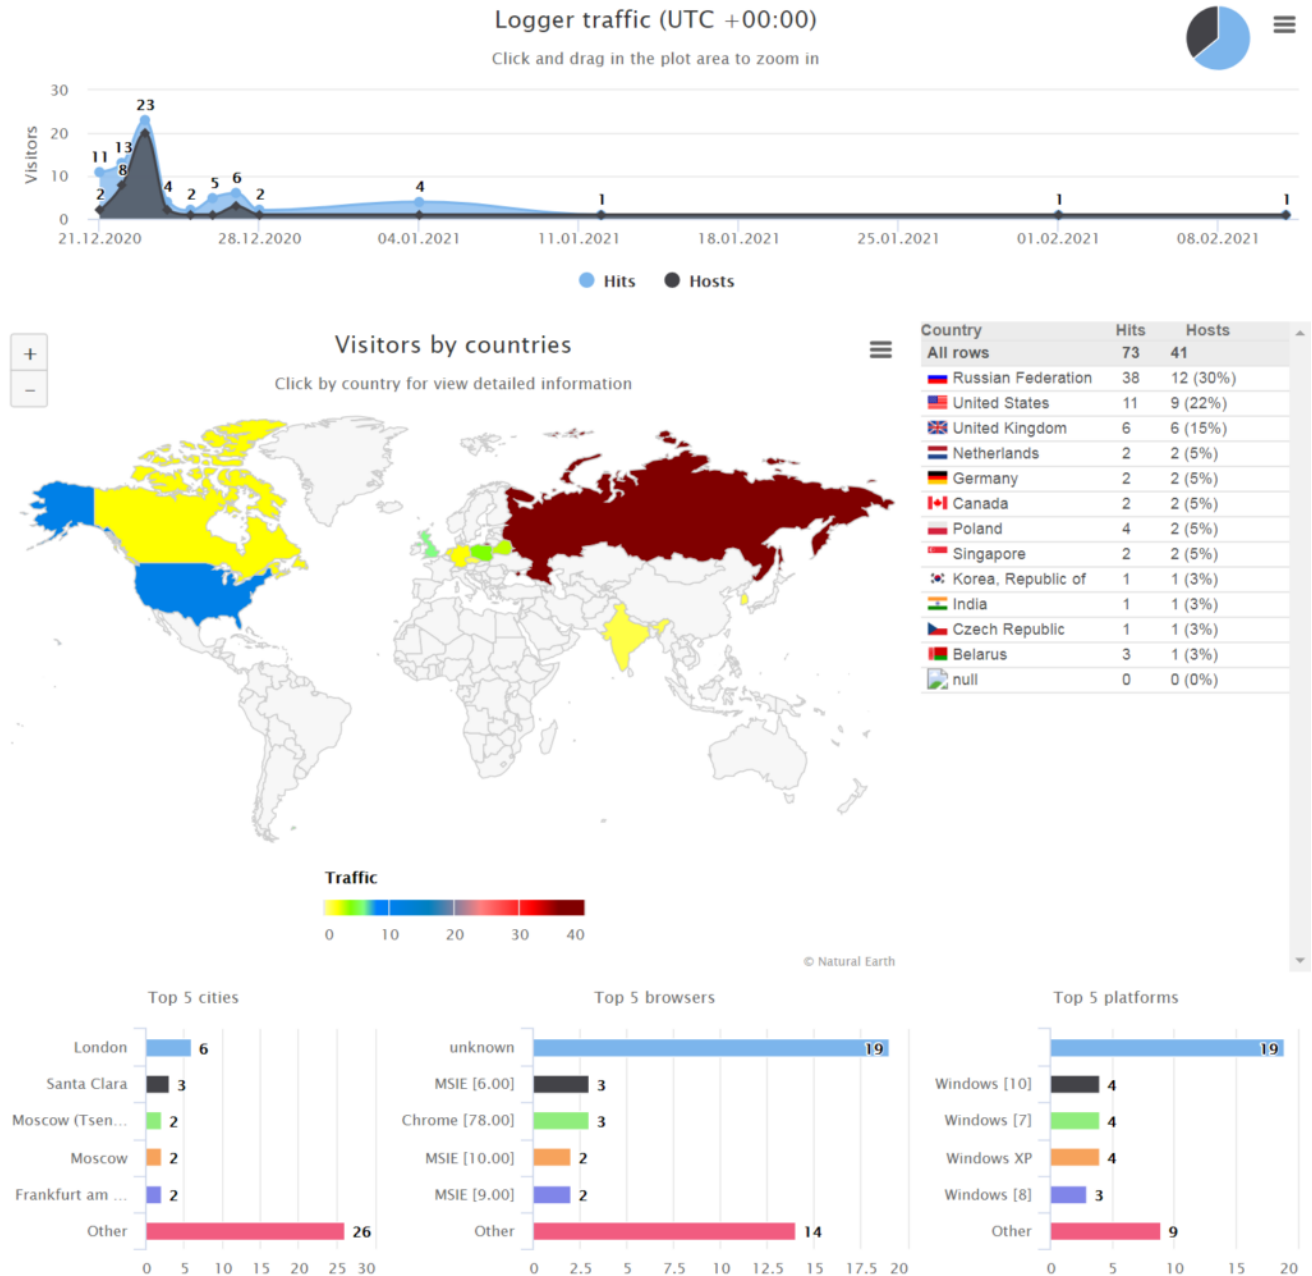 Logger traffic (UTC +00:00)
Click and drag in the plot area to zoom in
Visitors
30
20
10
0
11
2
13
8
23
4
2
5
6
2
4
1
1
1
21.12.2020 28.12.2020 04.01.2021 11.01.2021 18.01.2021 25.01.2021 01.02.2021 08.02.2021
Hits Hosts
+
−
Visitors by countries
Click by country for view detailed information
Traffic
0 10 20 30 40
© Natural Earth
Country Hits Hosts
All rows 73 41
Russian Federation 38 12 (30%)
United States 11 9 (22%)
United Kingdom 6 6 (15%)
Netherlands 2 2 (5%)
Germany 2 2 (5%)
Canada 2 2 (5%)
Poland 4 2 (5%)
Singapore 2 2 (5%)
Korea, Republic of 1 1 (3%)
India 1 1 (3%)
Czech Republic 1 1 (3%)
Belarus 3 1 (3%)
null 0 0 (0%)
Top 5 cities
London 6
Santa Clara 3
Moscow (Tsen... 2
Moscow 2
Frankfurt am ... 2
Other 26
0 5 10 15 20 25 30
Top 5 browsers
unknown 19
MSIE [6.00] 3
Chrome [78.00] 3
MSIE [10.00] 2
MSIE [9.00] 2
Other 14
0 2.5 5 7.5 10 12.5 15 17.5 20
Top 5 platforms
19
Windows [10] 4
Windows [7] 4
Windows XP 4
Windows [8] 3
Other 9
0 5 10 15 20